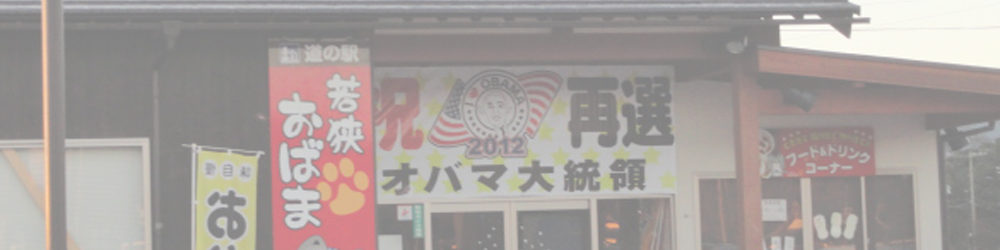 道の駅
若狭
おばま
祝
I ♥ OBAMA
2012
再選
オバマ大統領
フード&ドリンク
コーナー